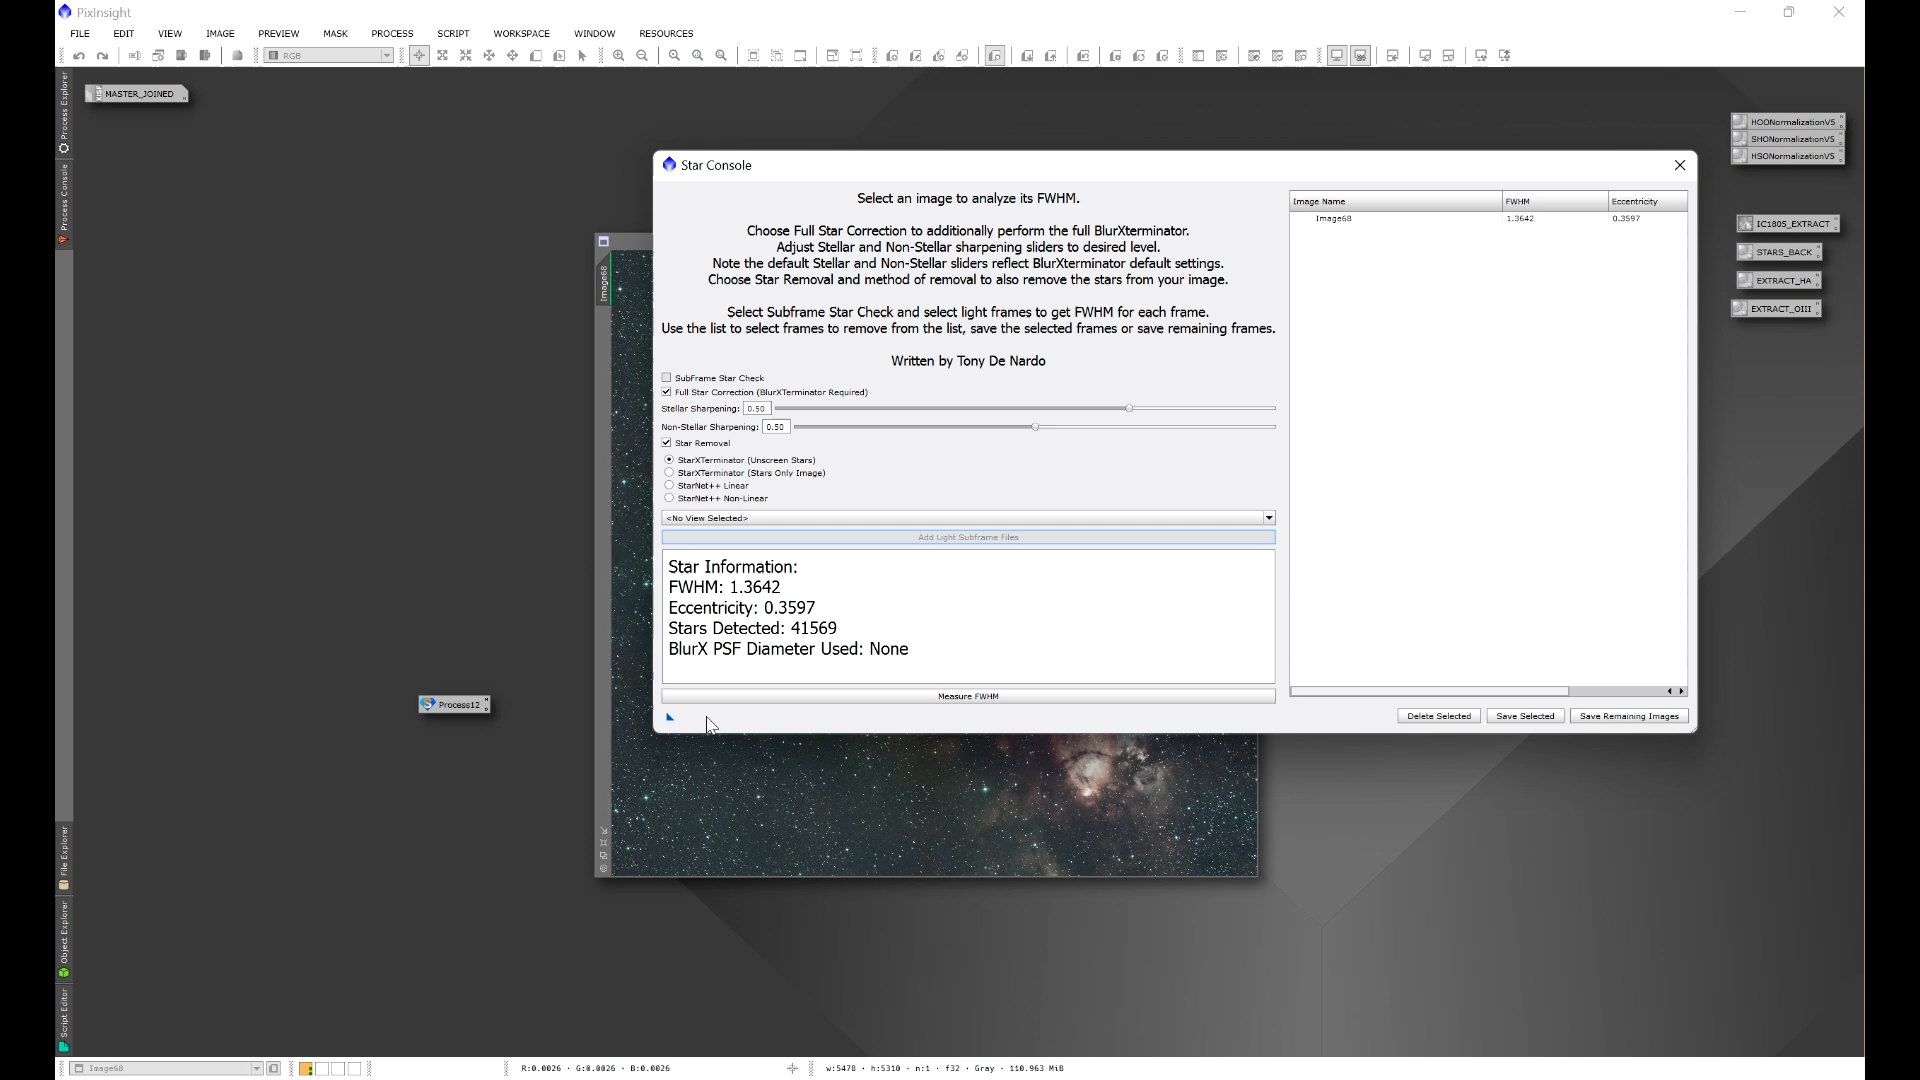 PixInsight
FILE EDIT VIEW IMAGE PREVIEW MASK PROCESS SCRIPT WORKSPACE WINDOW RESOURCES
RGB
Process Explorer
Process Console
File Explorer
Object Explorer
Script Editor
MASTER_JOINED
Process12
Image68
HOONormalizationV5
SHONormalizationV5
HSONormalizationV5
IC1805_EXTRACT
STARS_BACK
EXTRACT_HA
EXTRACT_OIII
Star Console
Select an image to analyze its FWHM.
Choose Full Star Correction to additionally perform the full BlurXterminator.
Adjust Stellar and Non-Stellar sharpening sliders to desired level.
Note the default Stellar and Non-Stellar sliders reflect BlurXterminator default settings.
Choose Star Removal and method of removal to also remove the stars from your image.
Select Subframe Star Check and select light frames to get FWHM for each frame.
Use the list to select frames to remove from the list, save the selected frames or save remaining frames.
Written by Tony De Nardo
SubFrame Star Check
Full Star Correction (BlurXTerminator Required)
Stellar Sharpening: 0.50
Non-Stellar Sharpening: 0.50
Star Removal
StarXTerminator (Unscreen Stars)
StarXTerminator (Stars Only Image)
StarNet++ Linear
StarNet++ Non-Linear
<No View Selected>
Add Light Subframe Files
Star Information:
FWHM: 1.3642
Eccentricity: 0.3597
Stars Detected: 41569
BlurX PSF Diameter Used: None
Measure FWHM
Image Name FWHM Eccentricity
Image68 1.3642 0.3597
Delete Selected Save Selected Save Remaining Images
Image68
R:0.0026 · G:0.0026 · B:0.0026
w:5478 · h:5310 · n:1 · f32 · Gray · 110.963 MiB